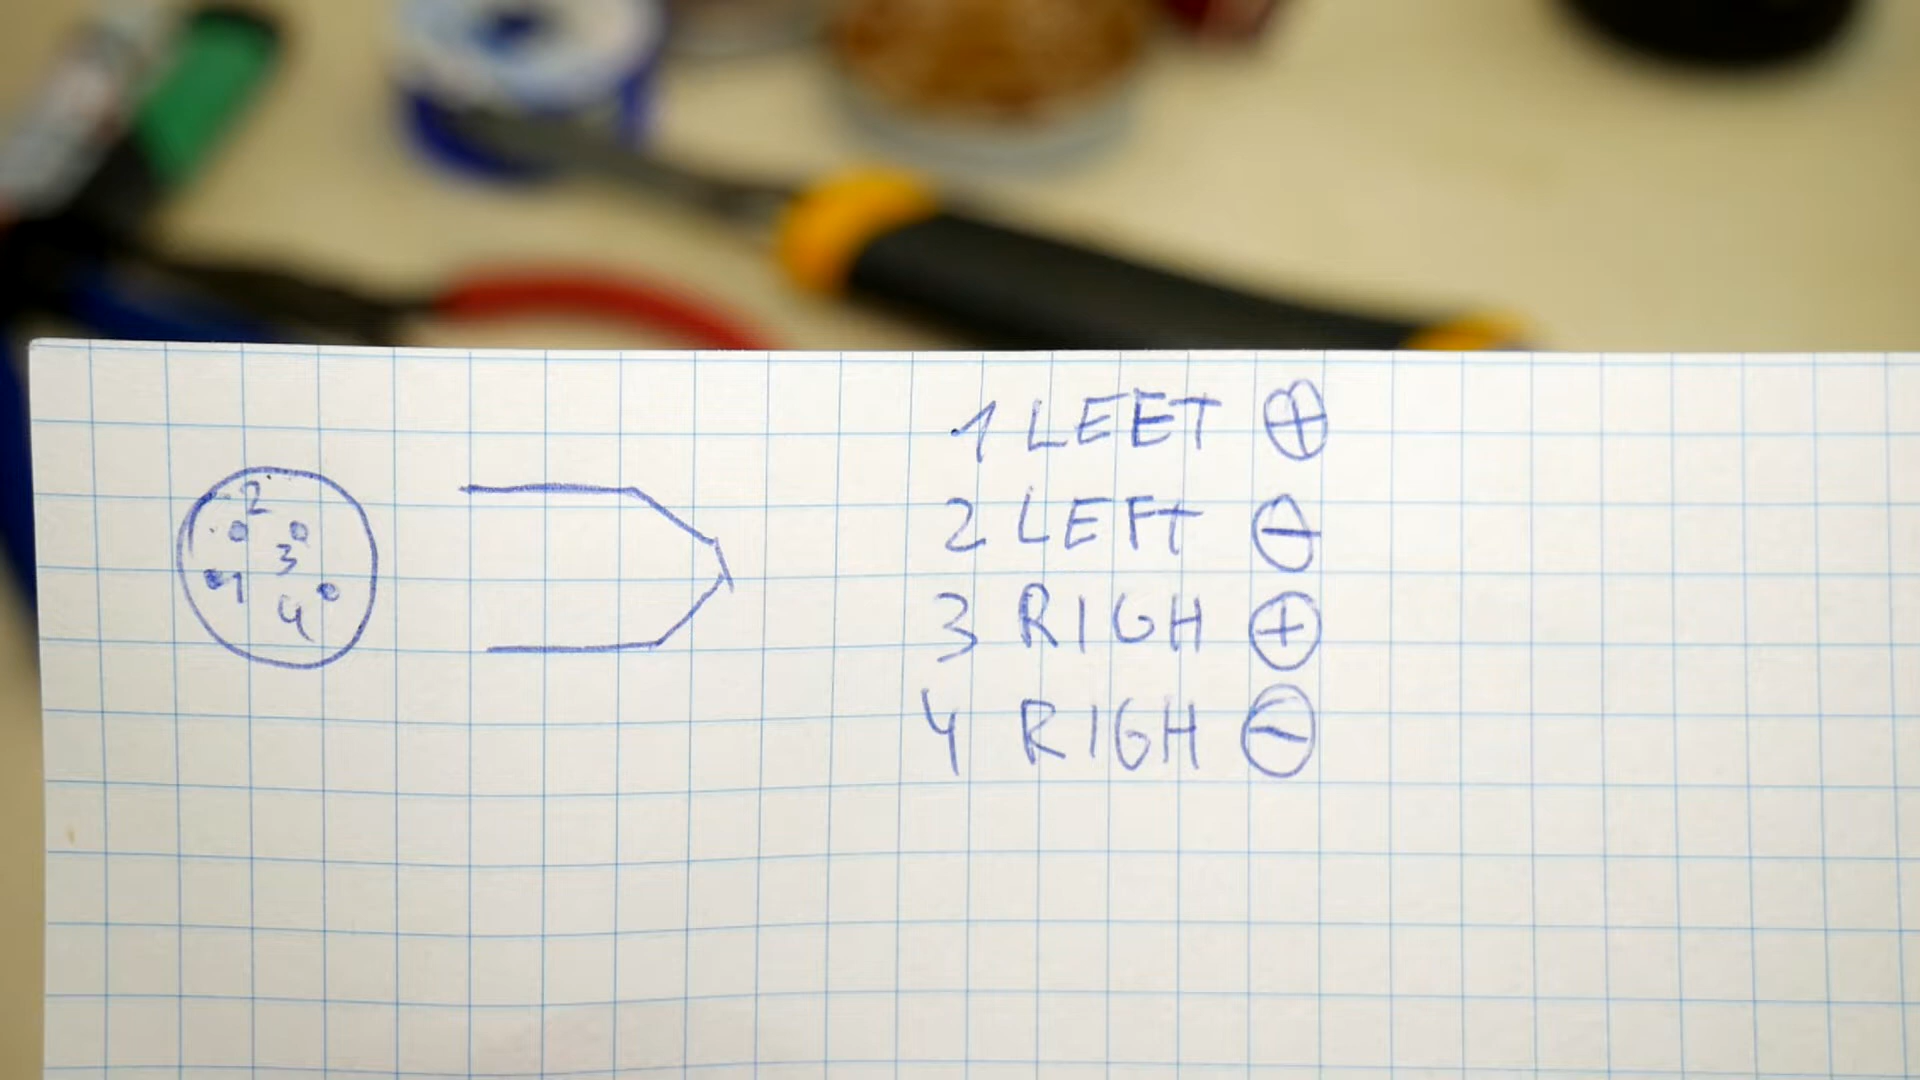 1 LEET ⊕
2 LEFT ⊖
3 RIGH ⊕
4 RIGH ⊖
2
3
1
4